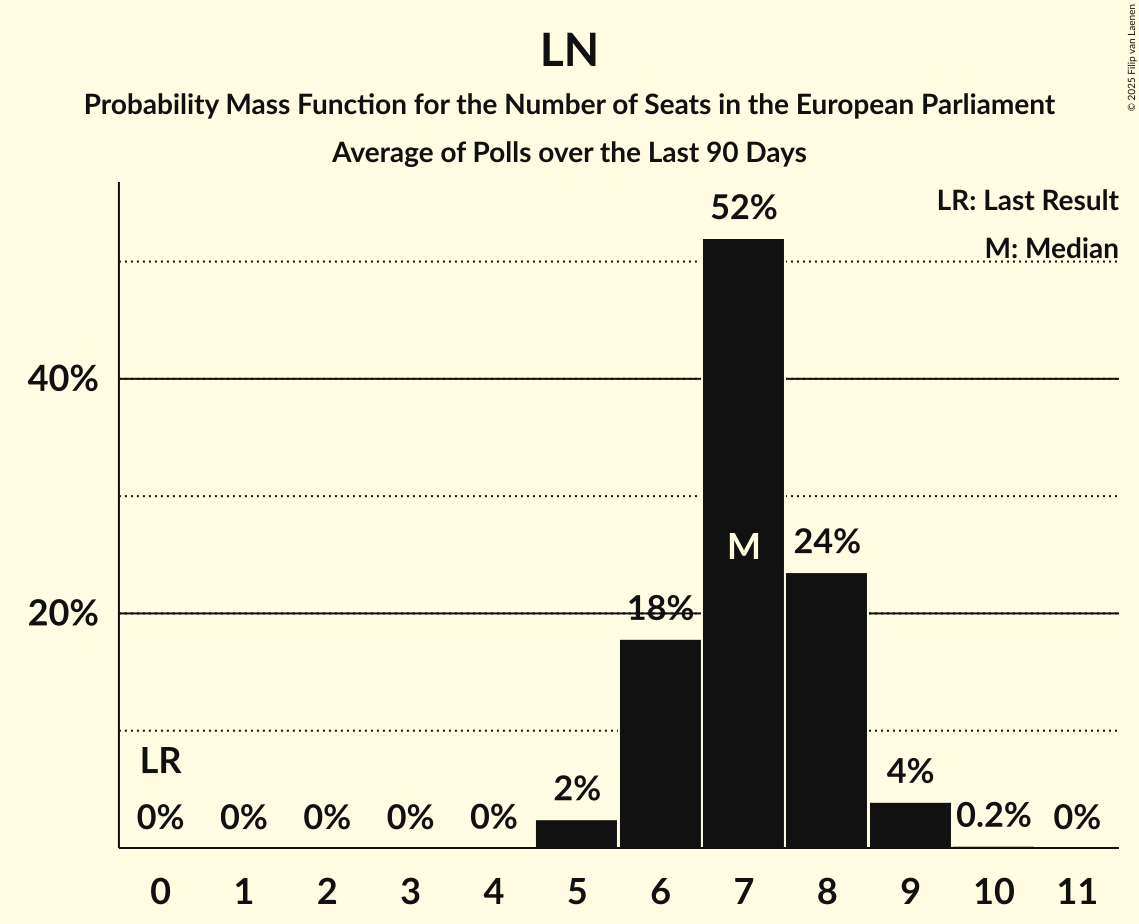 LN
Probability Mass Function for the Number of Seats in the European Parliament
Average of Polls over the Last 90 Days
© 2025 Filip van Laenen
LR: Last Result
M: Median
52%
40%
M
24%
18%
20%
LR
2%
4%
0% 0% 0% 0% 0% 0.2% 0%
0 1 2 3 4 5 6 7 8 9 10 11